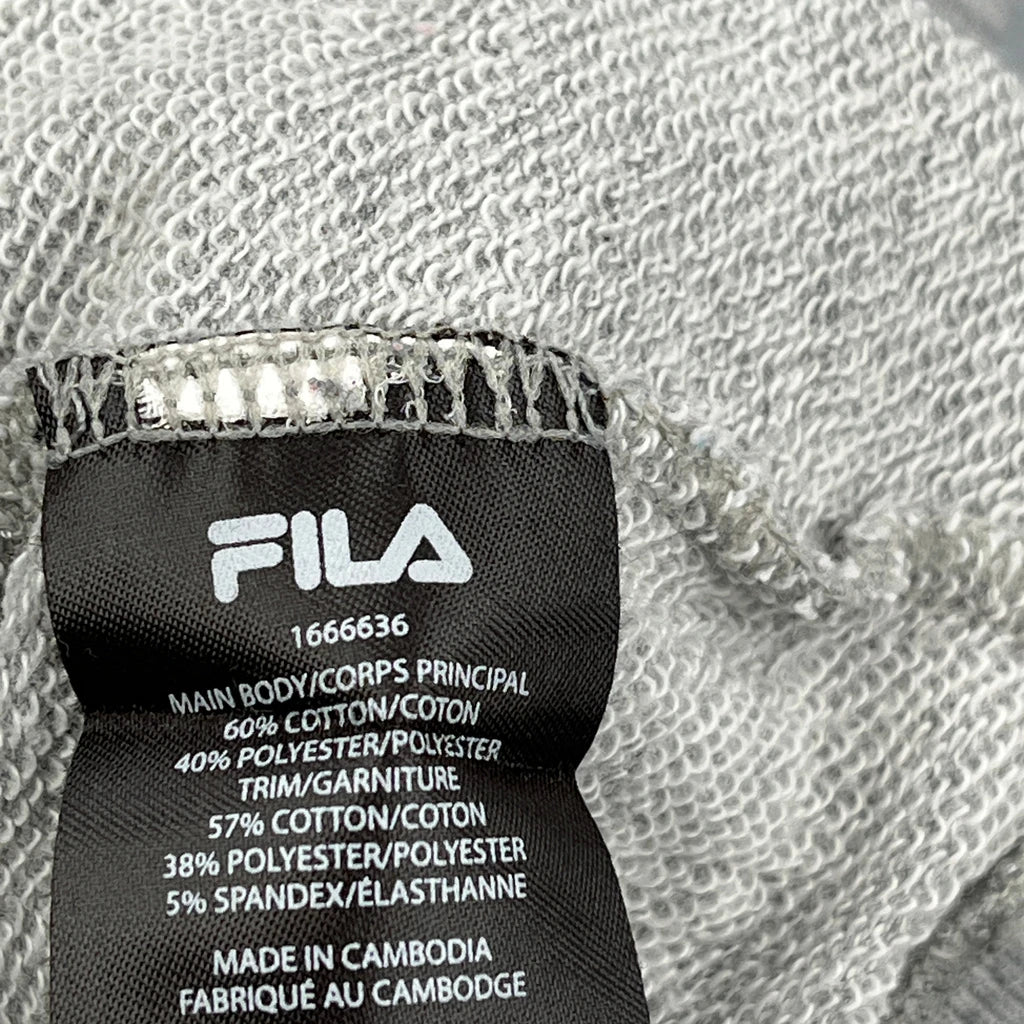 FILA
1666636
MAIN BODY/CORPS PRINCIPAL
60% COTTON/COTON
40% POLYESTER/POLYESTER
TRIM/GARNITURE
57% COTTON/COTON
38% POLYESTER/POLYESTER
5% SPANDEX/ÉLASTHANNE
MADE IN CAMBODIA
FABRIQUÉ AU CAMBODGE